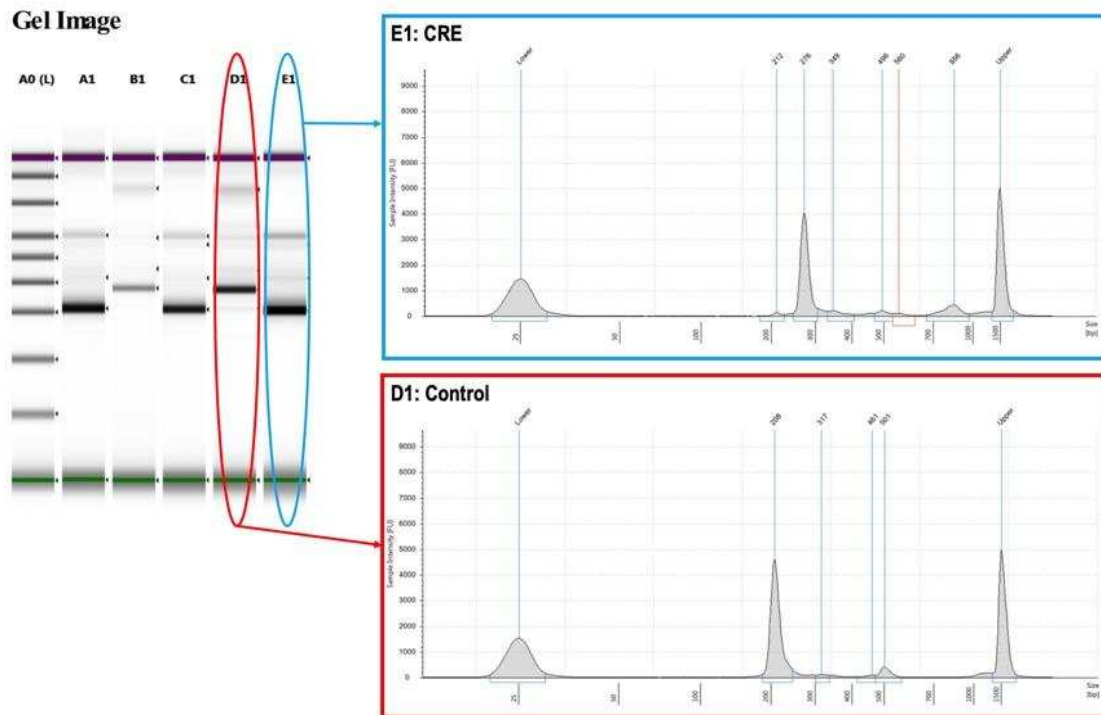 Gel Image
A0 (L) A1 B1 C1 D1 E1
E1: CRE
Lower 212 276 349 496 560 856 Upper
Sample Intensity [FU]
9000
8000
7000
6000
5000
4000
3000
2000
1000
0
25 50 100 200 300 400 500 700 1000 1500
Size
[bp]
D1: Control
Lower 208 317 461 501 Upper
Sample Intensity [FU]
9000
8000
7000
6000
5000
4000
3000
2000
1000
0
25 50 100 200 300 400 500 700 1000 1500
Size
[bp]